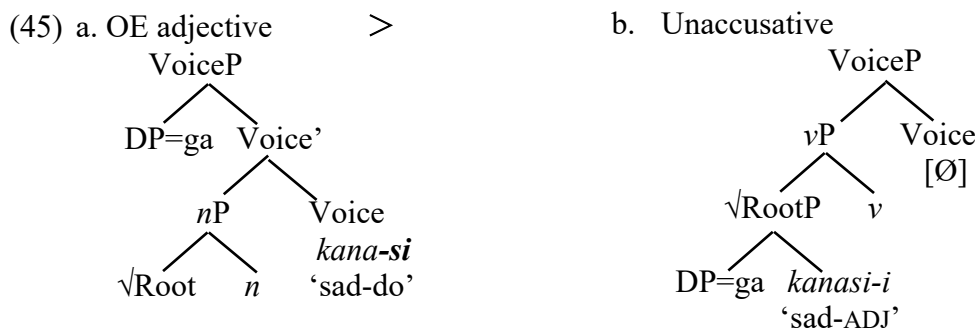 (45) a. OE adjective > b. Unaccusative
VoiceP VoiceP
DP=ga Voice’ vP Voice
[Ø]
nP Voice √RootP v
kana-si
√Root n ‘sad-do’ DP=ga kanasi-i
‘sad-ADJ’